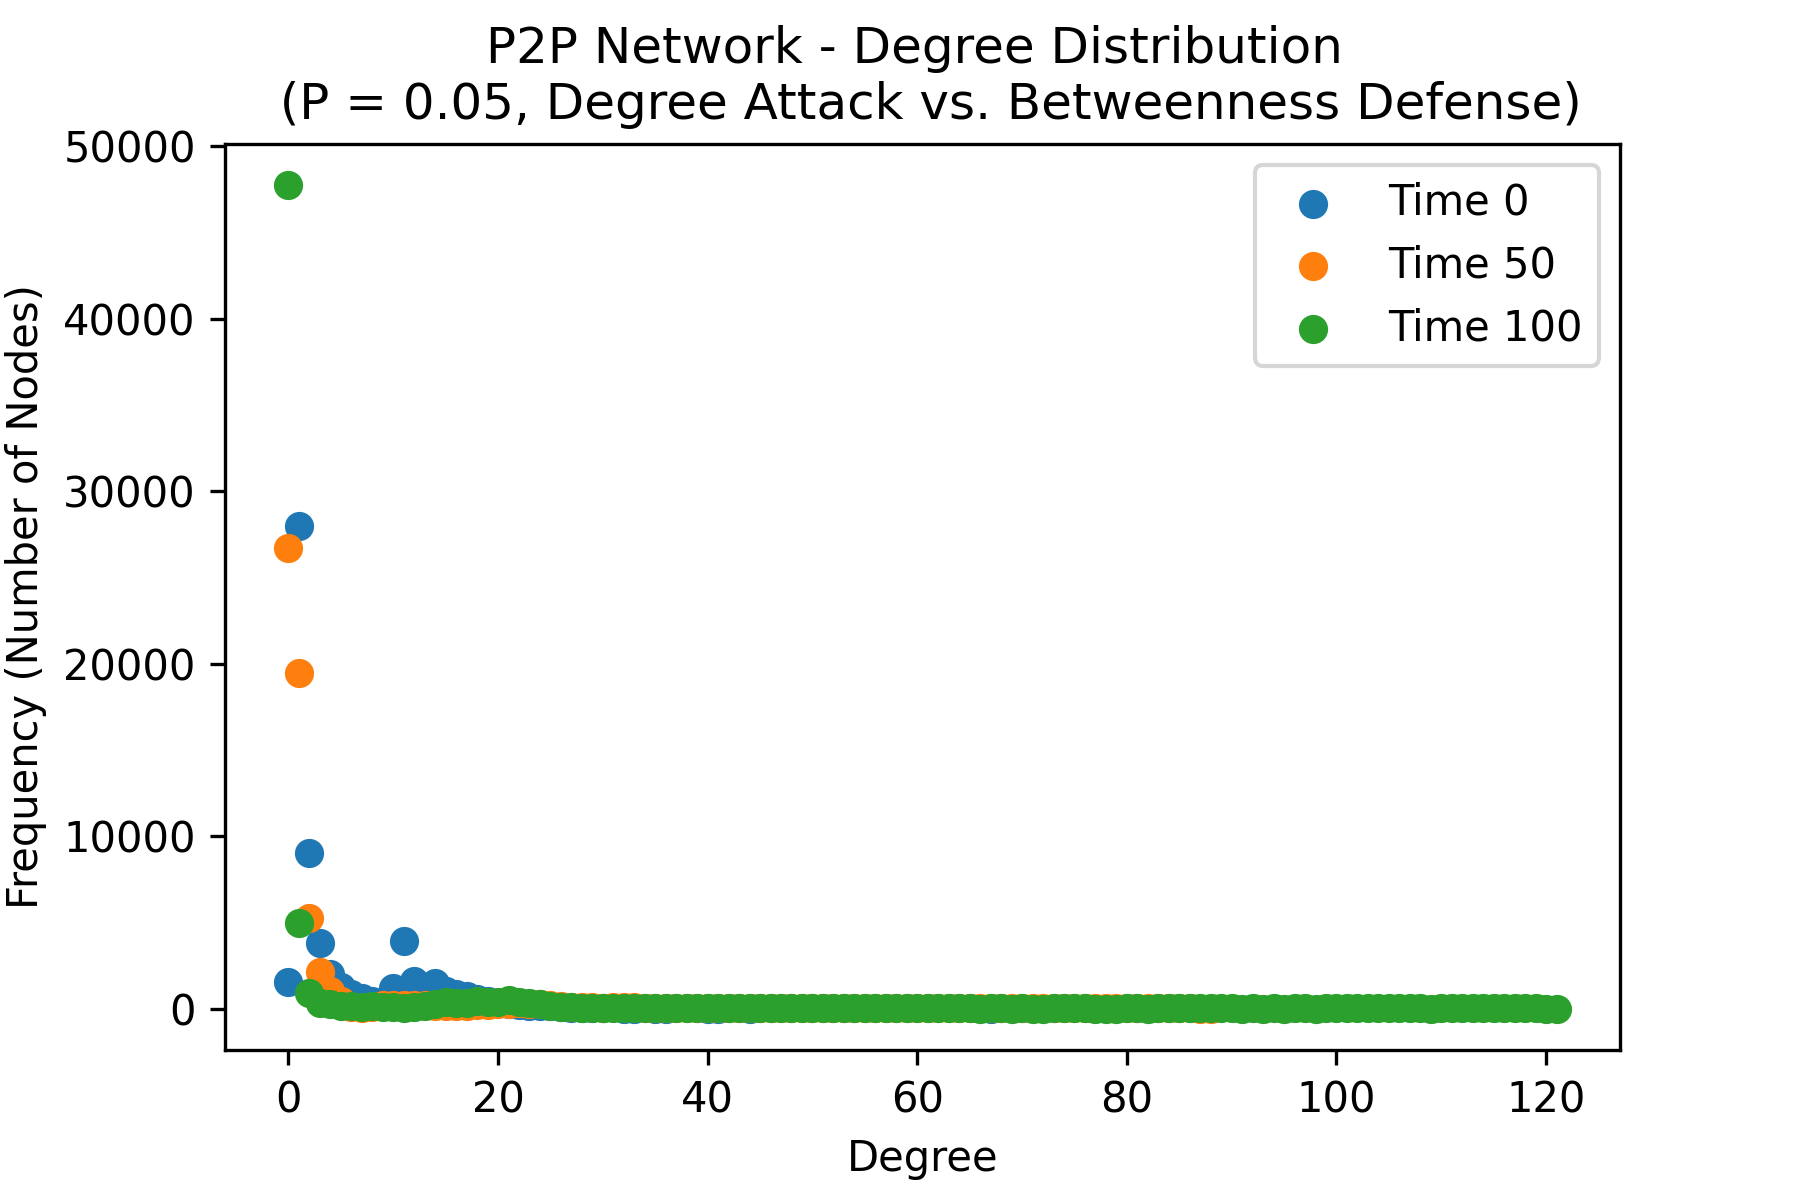 P2P Network - Degree Distribution
(P = 0.05, Degree Attack vs. Betweenness Defense)
50000
40000
30000
20000
10000
0
Frequency (Number of Nodes)
Time 0
Time 50
Time 100
0 20 40 60 80 100 120
Degree